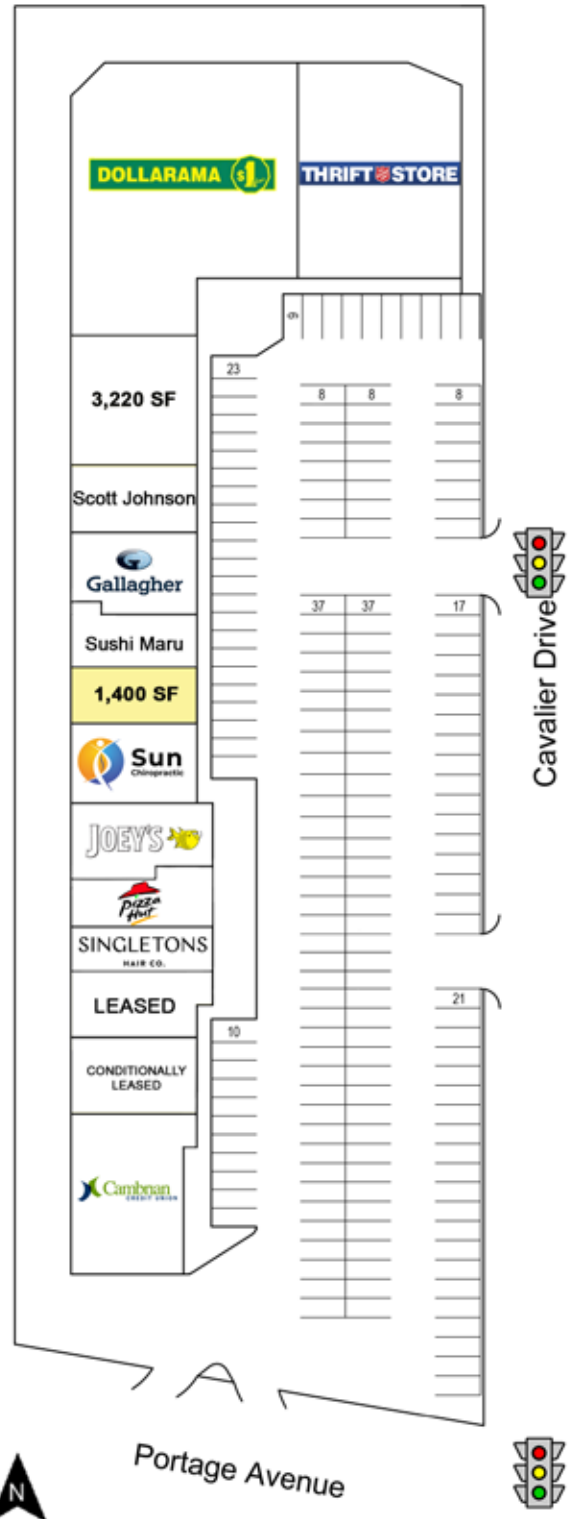 DOLLARAMA $1
THRIFT STORE
9
23
3,220 SF
8 8 8
Scott Johnson
G
Gallagher
37 37 17
Sushi Maru
1,400 SF
Sun
Chiropractic
Cavalier Drive
JOEY'S
Pizza
Hut
SINGLETONS
HAIR CO.
LEASED
21
10
CONDITIONALLY
LEASED
Cambrian
CREDIT UNION
Portage Avenue
N